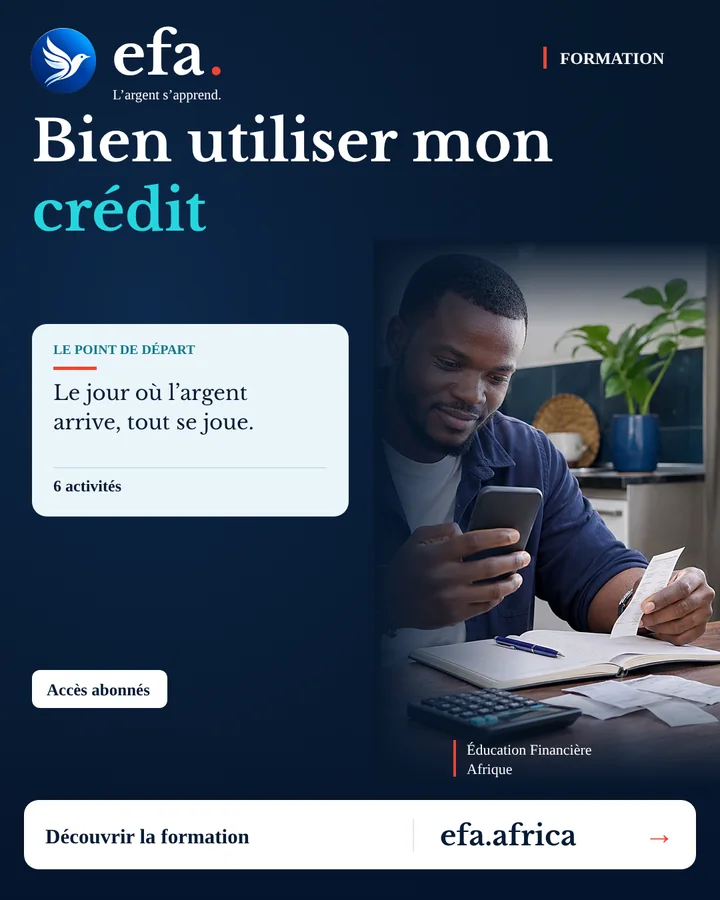 efa.
L’argent s’apprend.
FORMATION
Bien utiliser mon
crédit
LE POINT DE DÉPART
Le jour où l’argent
arrive, tout se joue.
6 activités
Accès abonnés
Éducation Financière
Afrique
Découvrir la formation
efa.africa →